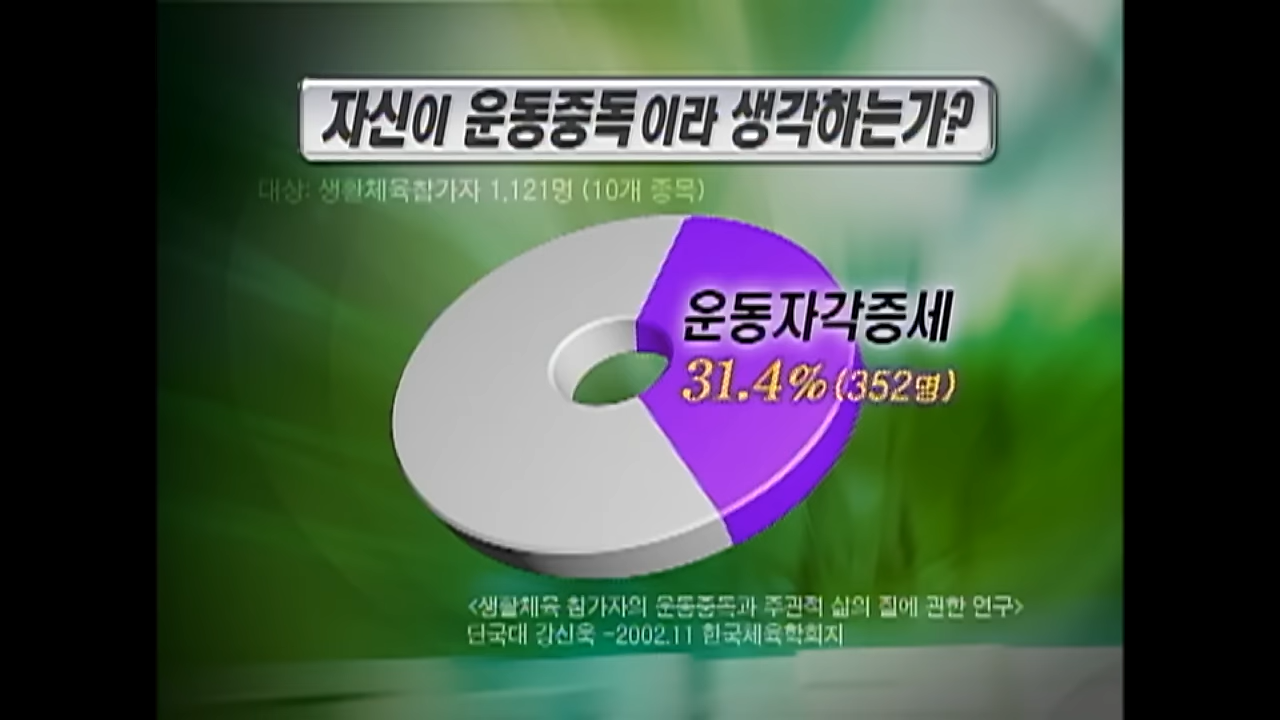 자신이 운동중독이라 생각하는가?
대상: 생활체육참가자 1,121명 (10개 종목)
운동자각증세
31.4% (352명)
<생활체육 참가자의 운동중독과 주관적 삶의 질에 관한 연구>
단국대 강신욱 -2002.11 한국체육학회지